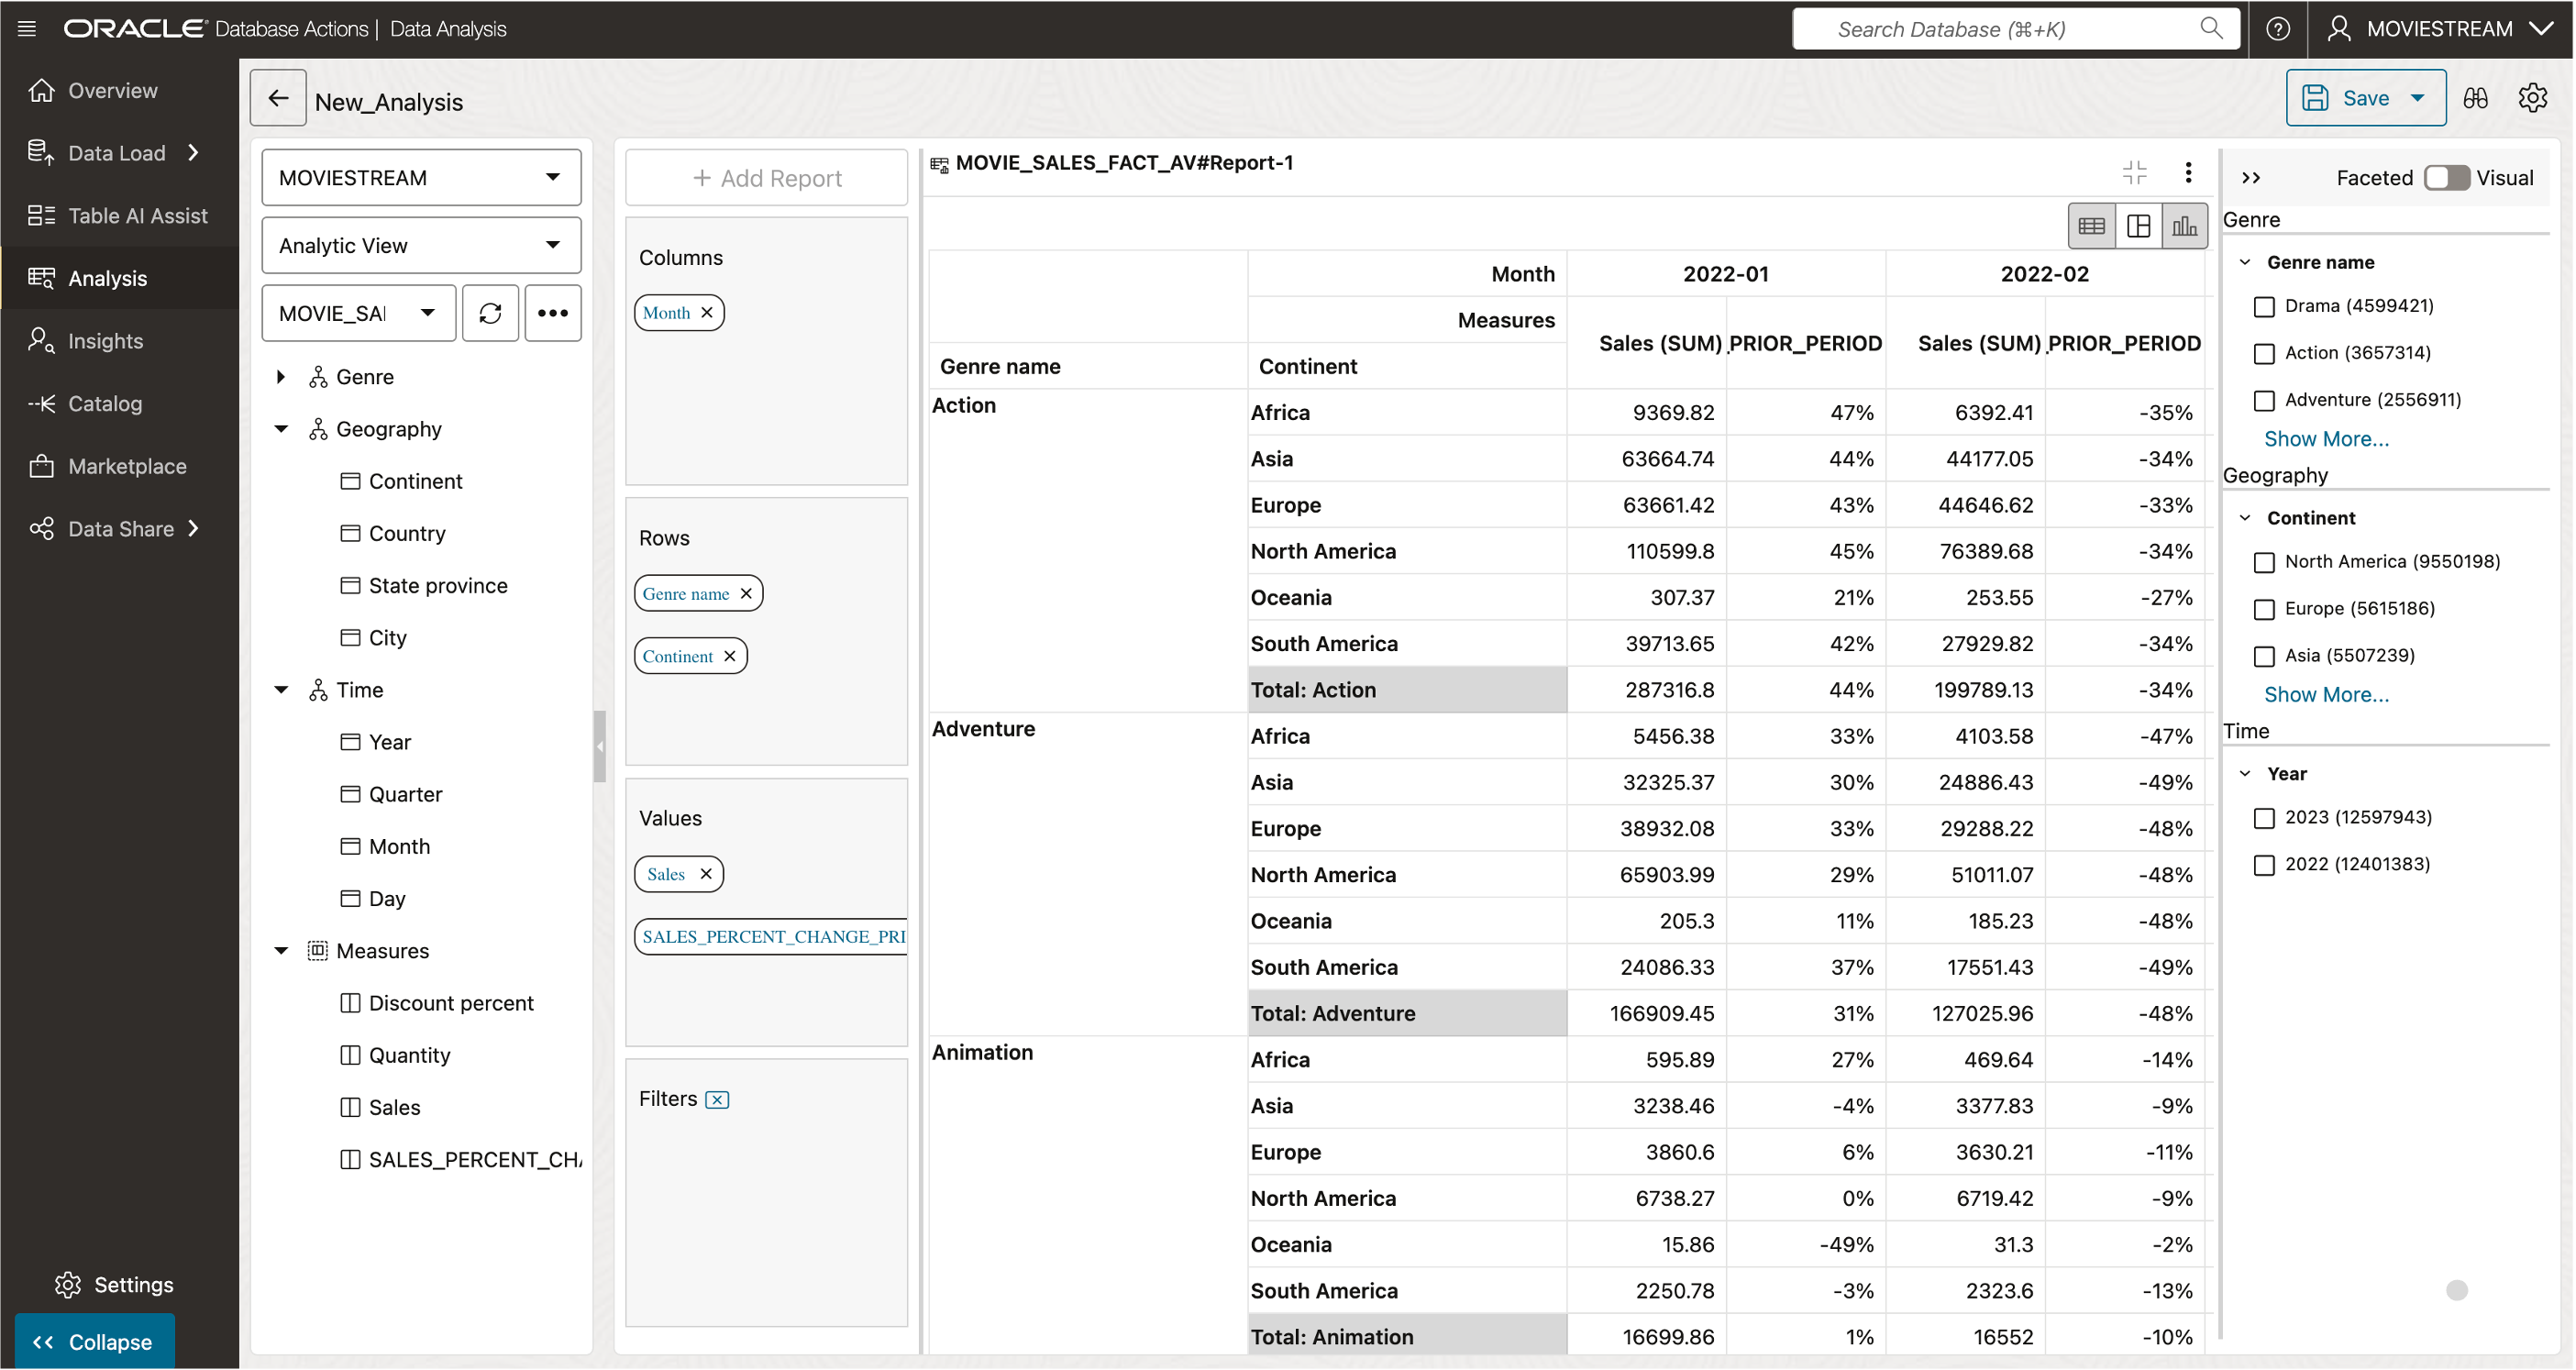 ORACLE Database Actions | Data Analysis
Search Database (⌘+K)
MOVIESTREAM
Overview
Data Load
Table AI Assist
Analysis
Insights
Catalog
Marketplace
Data Share
Settings
Collapse
New_Analysis
Save
MOVIESTREAM
Analytic View
MOVIE_SAI
Genre
Geography
Continent
Country
State province
City
Time
Year
Quarter
Month
Day
Measures
Discount percent
Quantity
Sales
SALES_PERCENT_CHA
+ Add Report
Columns
Month
Rows
Genre name
Continent
Values
Sales
SALES_PERCENT_CHANGE_PRI
Filters
MOVIE_SALES_FACT_AV#Report-1
Month 2022-01 2022-02
Measures
Sales (SUM) _PRIOR_PERIOD Sales (SUM) _PRIOR_PERIOD
Genre name Continent
Action Africa 9369.82 47% 6392.41 -35%
Asia 63664.74 44% 44177.05 -34%
Europe 63661.42 43% 44646.62 -33%
North America 110599.8 45% 76389.68 -34%
Oceania 307.37 21% 253.55 -27%
South America 39713.65 42% 27929.82 -34%
Total: Action 287316.8 44% 199789.13 -34%
Adventure Africa 5456.38 33% 4103.58 -47%
Asia 32325.37 30% 24886.43 -49%
Europe 38932.08 33% 29288.22 -48%
North America 65903.99 29% 51011.07 -48%
Oceania 205.3 11% 185.23 -48%
South America 24086.33 37% 17551.43 -49%
Total: Adventure 166909.45 31% 127025.96 -48%
Animation Africa 595.89 27% 469.64 -14%
Asia 3238.46 -4% 3377.83 -9%
Europe 3860.6 6% 3630.21 -11%
North America 6738.27 0% 6719.42 -9%
Oceania 15.86 -49% 31.3 -2%
South America 2250.78 -3% 2323.6 -13%
Total: Animation 16699.86 1% 16552 -10%
Faceted Visual
Genre
Genre name
Drama (4599421)
Action (3657314)
Adventure (2556911)
Show More...
Geography
Continent
North America (9550198)
Europe (5615186)
Asia (5507239)
Show More...
Time
Year
2023 (12597943)
2022 (12401383)